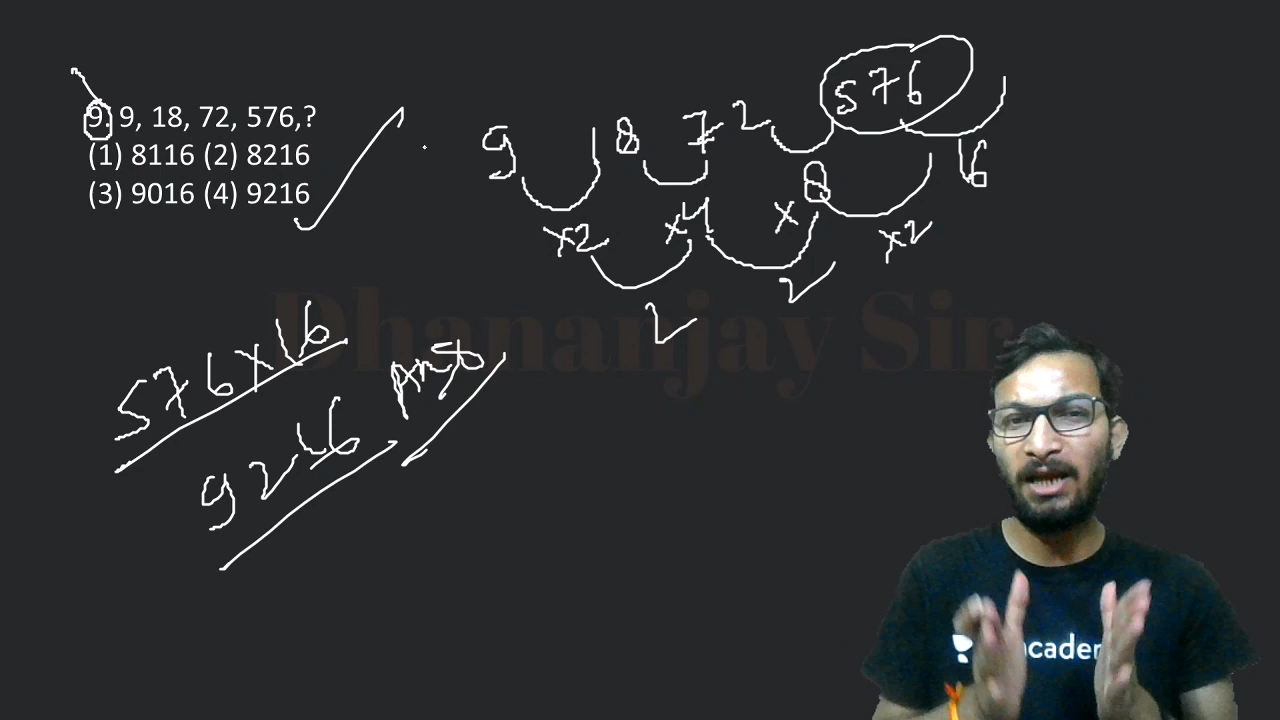 9. 9, 18, 72, 576,?
(1) 8116 (2) 8216
(3) 9016 (4) 9216
9 18 72 576
×2 ×4 ×8 16
2 2 ×2
Dhananjay Sir
576×16
9216 Ans
cadem